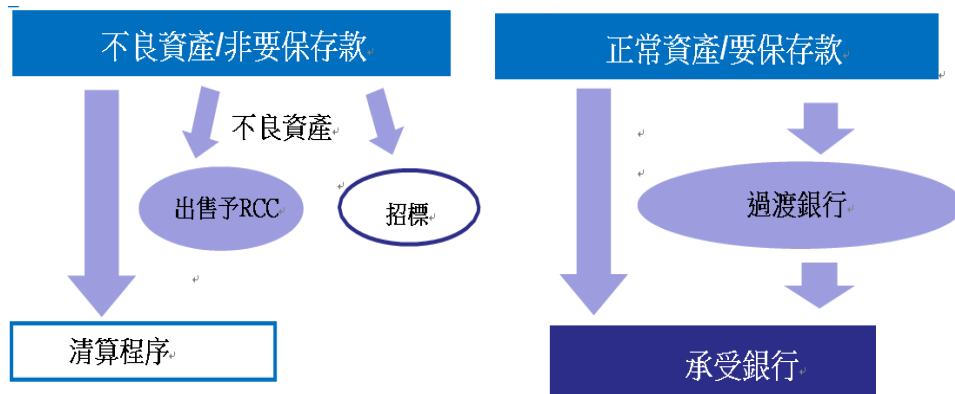 不良資產/非要保存款
正常資產/要保存款
不良資產
出售予RCC
招標
過渡銀行
清算程序
承受銀行